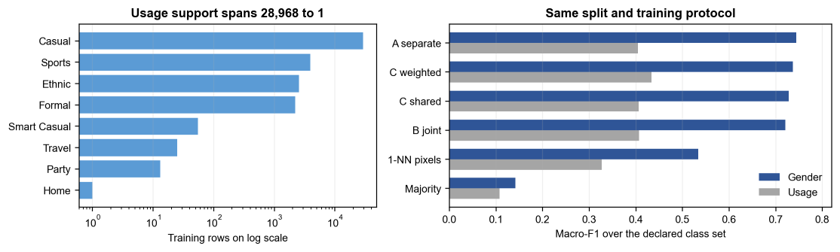 Usage support spans 28,968 to 1
Casual
Sports
Ethnic
Formal
Smart Casual
Travel
Party
Home
10^0 10^1 10^2 10^3 10^4
Training rows on log scale
Same split and training protocol
A separate
C weighted
C shared
B joint
1-NN pixels
Majority
Gender
Usage
0.0 0.1 0.2 0.3 0.4 0.5 0.6 0.7 0.8
Macro-F1 over the declared class set